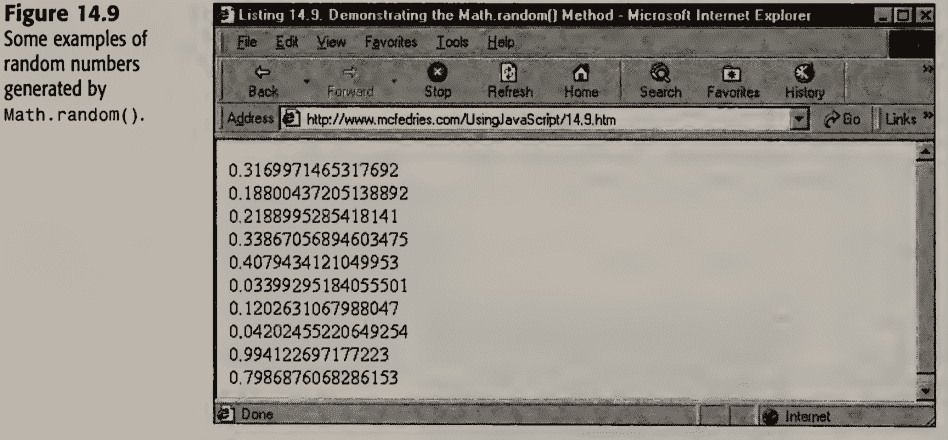 Figure 14.9
Some examples of
random numbers
generated by
Math.random().
Listing 14.9. Demonstrating the Math.random() Method - Microsoft Internet Explorer
File Edit View Favorites Tools Help
Back Forward Stop Refresh Home Search Favorites History »
Address http://www.mcfedries.com/UsingJavaScript/14.9.htm Go Links »
0.3169971465317692
0.18800437205138892
0.2188995285418141
0.33867056894603475
0.4079434121049953
0.03399295184055501
0.1202631067988047
0.04202455220649254
0.994122697177223
0.7986876068286153
Done Internet